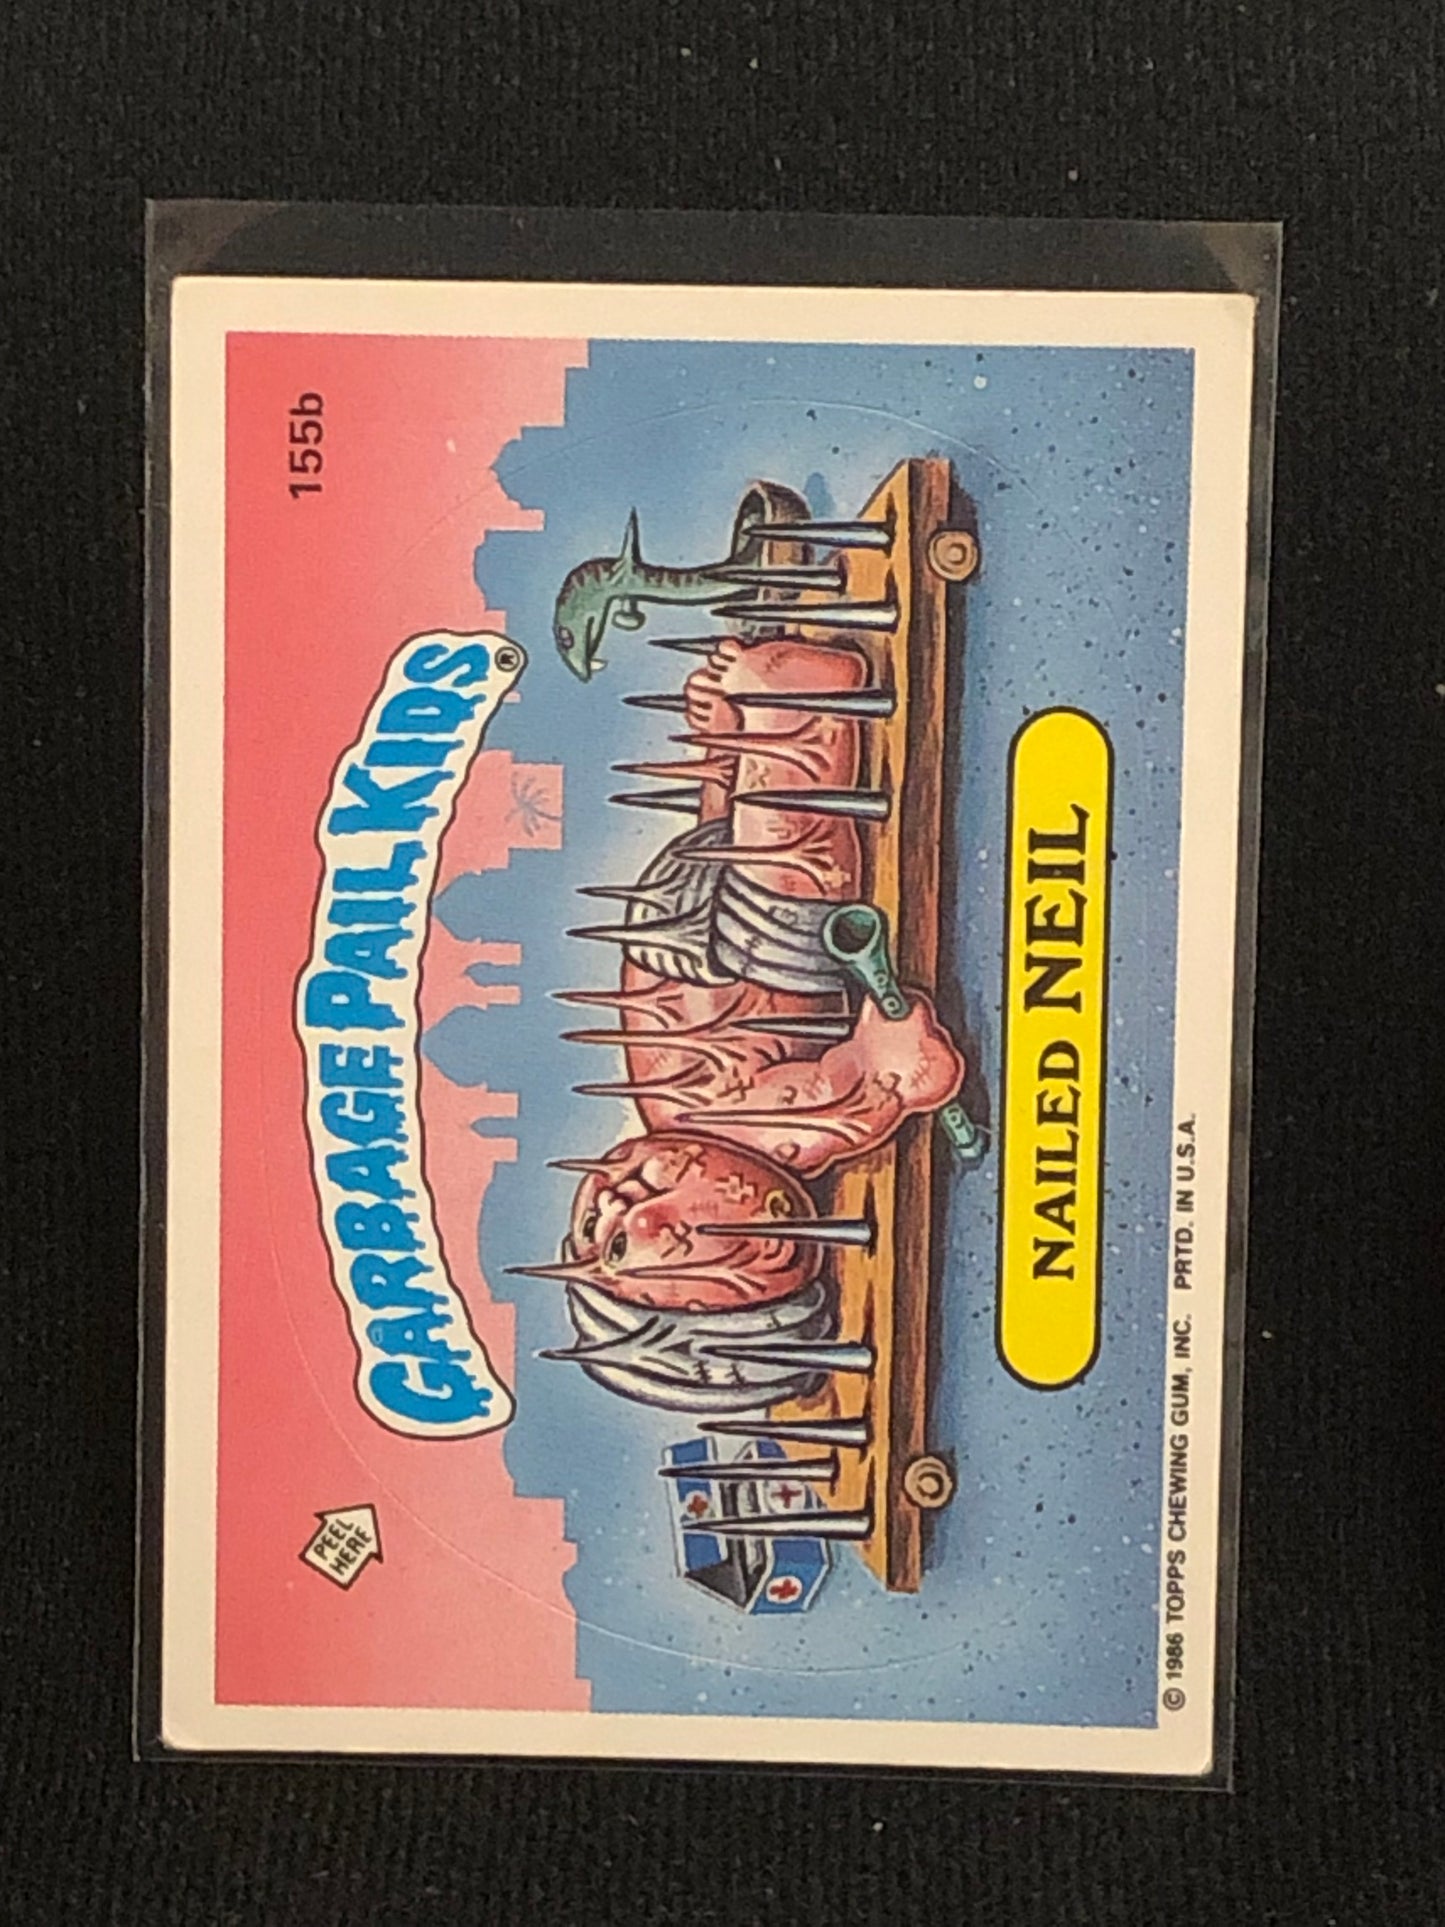 155b
GARBAGE PAIL KIDS®
PEEL
HERE
NAILED NEIL
© 1986 TOPPS CHEWING GUM, INC. PRTD. IN U.S.A.